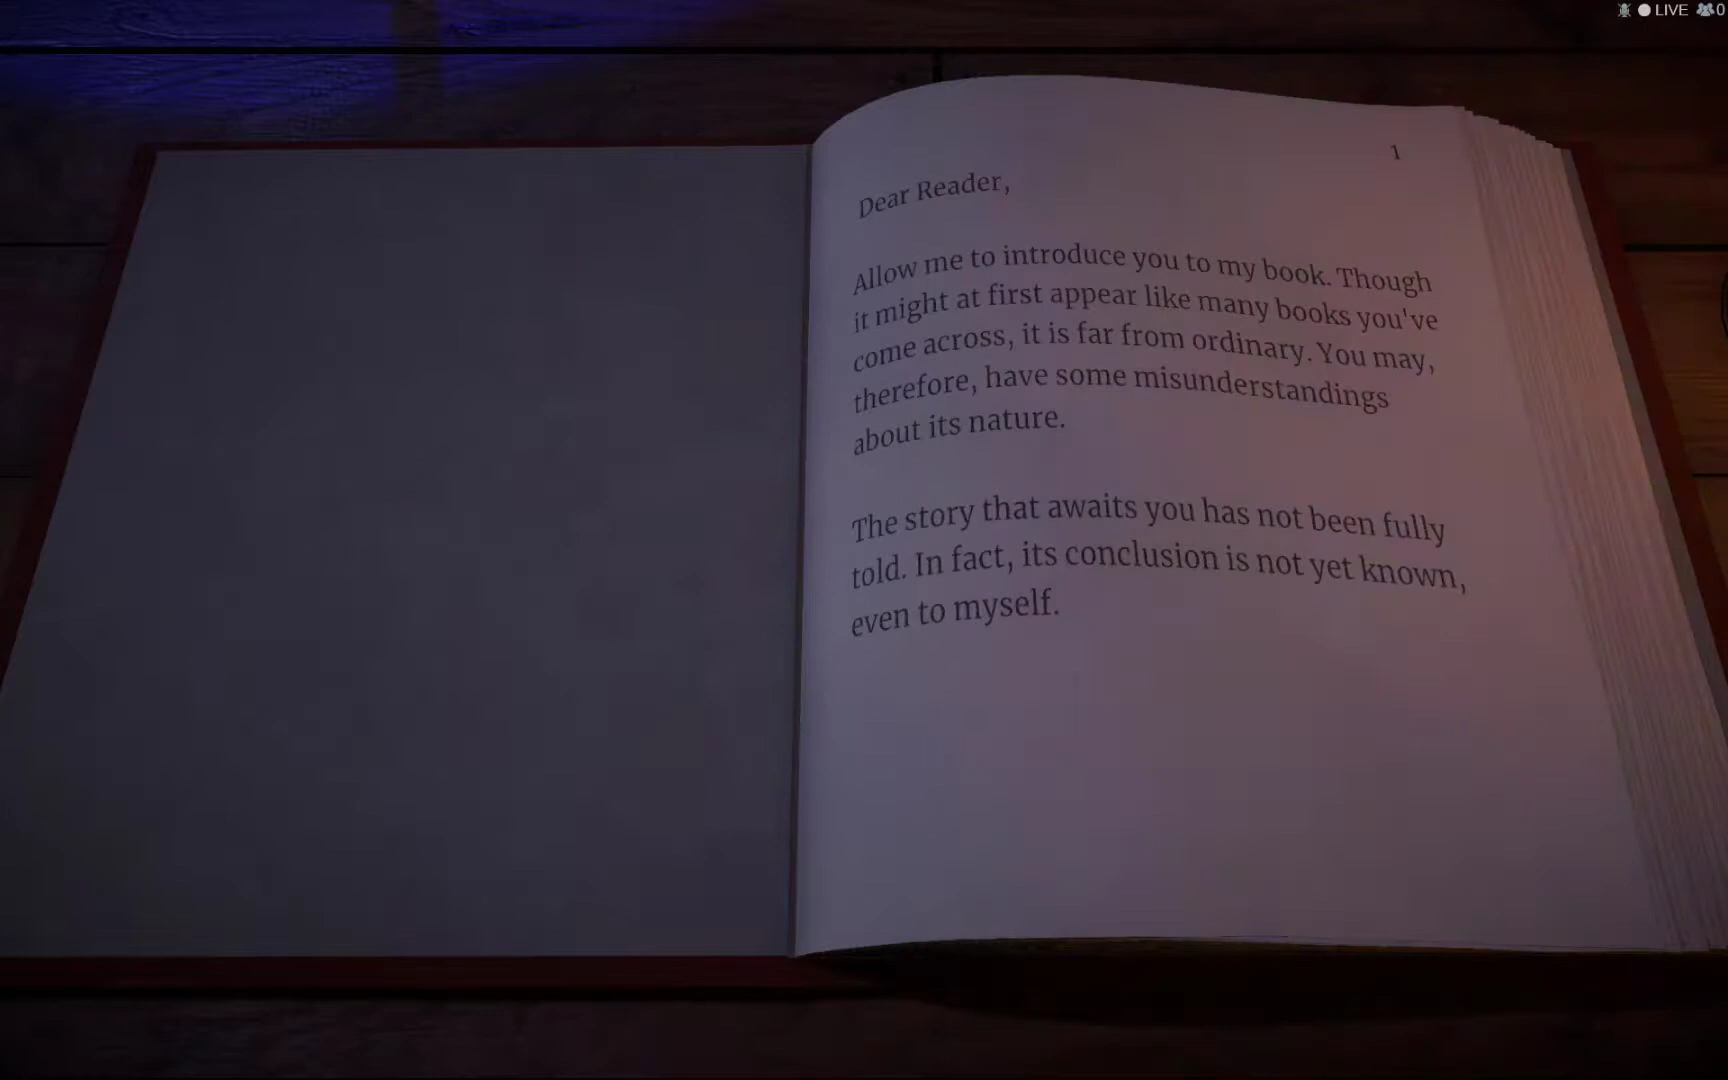 LIVE 0
1
Dear Reader,
Allow me to introduce you to my book. Though
it might at first appear like many books you've
come across, it is far from ordinary. You may,
therefore, have some misunderstandings
about its nature.
The story that awaits you has not been fully
told. In fact, its conclusion is not yet known,
even to myself.